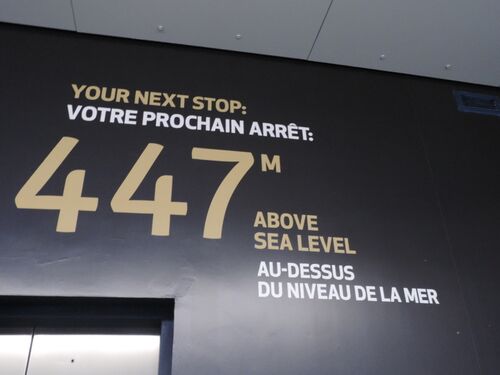 YOUR NEXT STOP:
VOTRE PROCHAIN ARRÊT:
447 M
ABOVE
SEA LEVEL
AU-DESSUS
DU NIVEAU DE LA MER